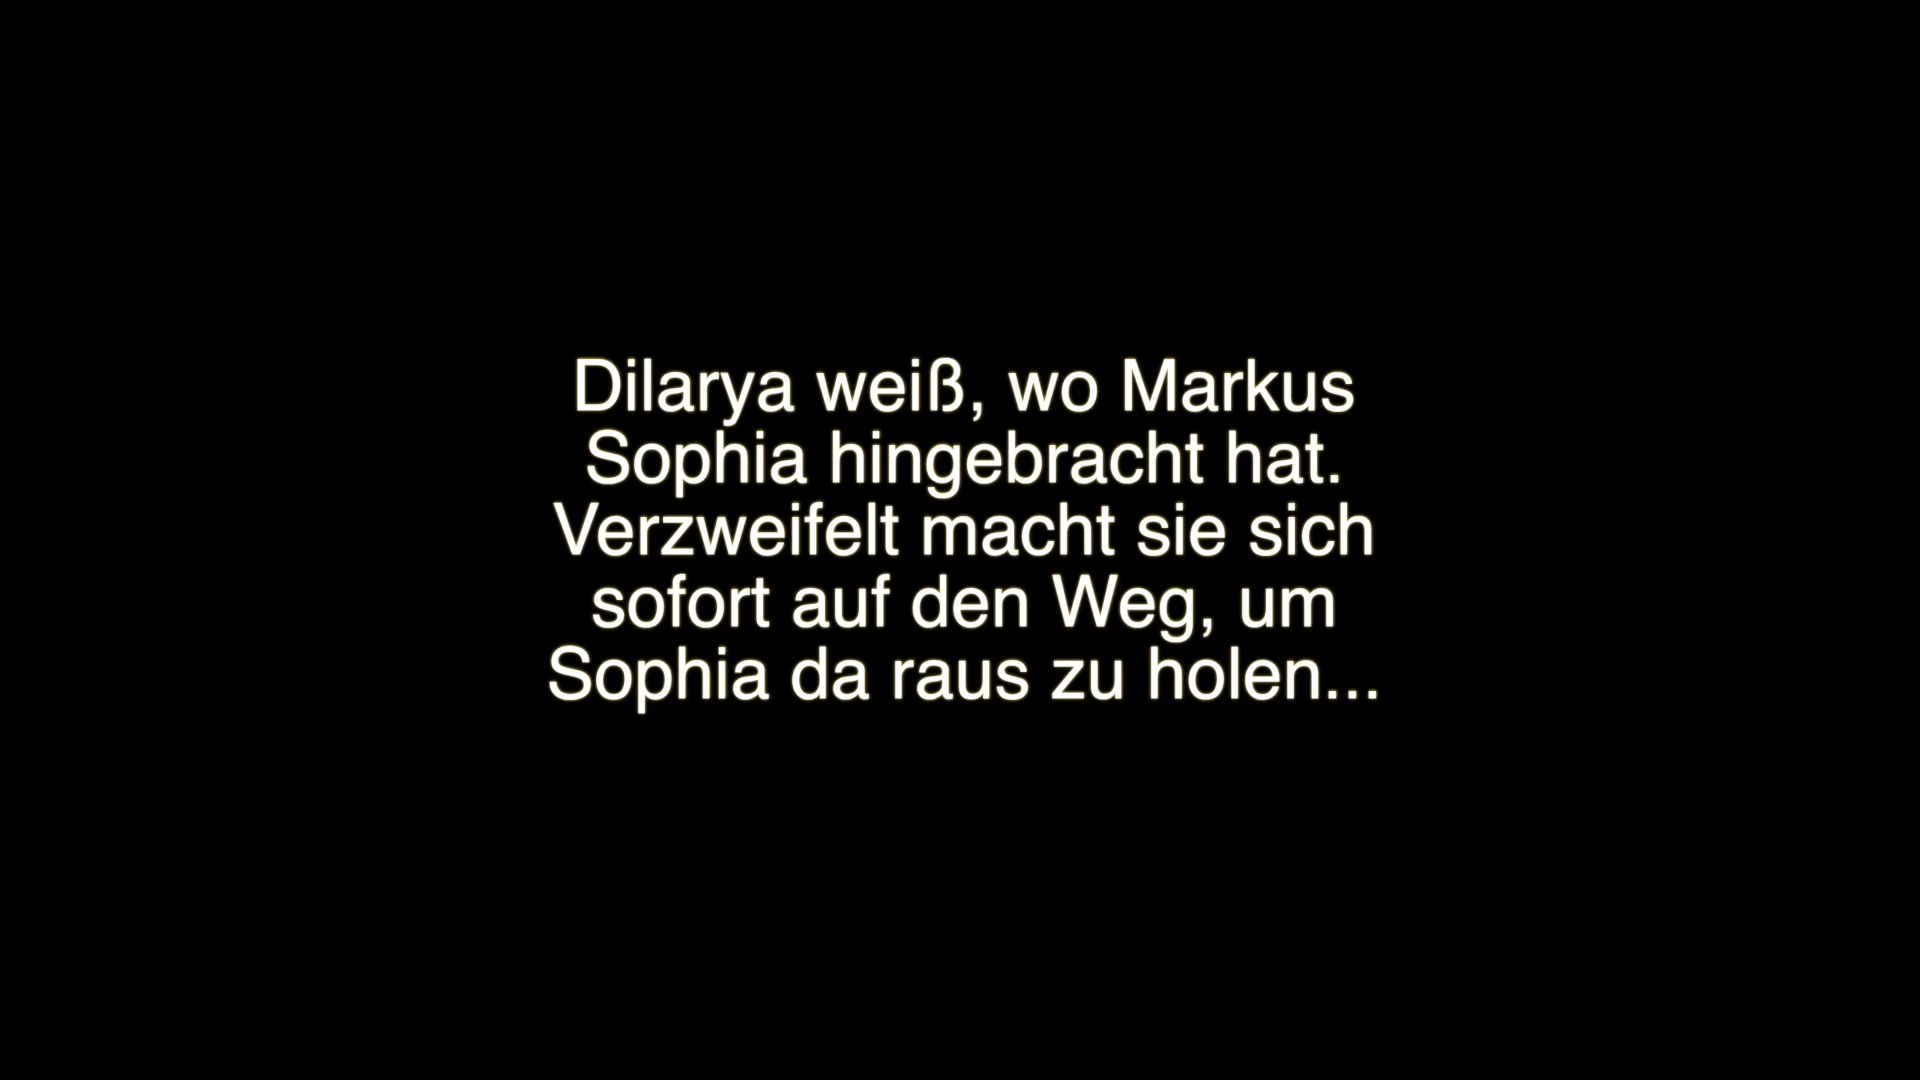 Dilarya weiß, wo Markus
Sophia hingebracht hat.
Verzweifelt macht sie sich
sofort auf den Weg, um
Sophia da raus zu holen...